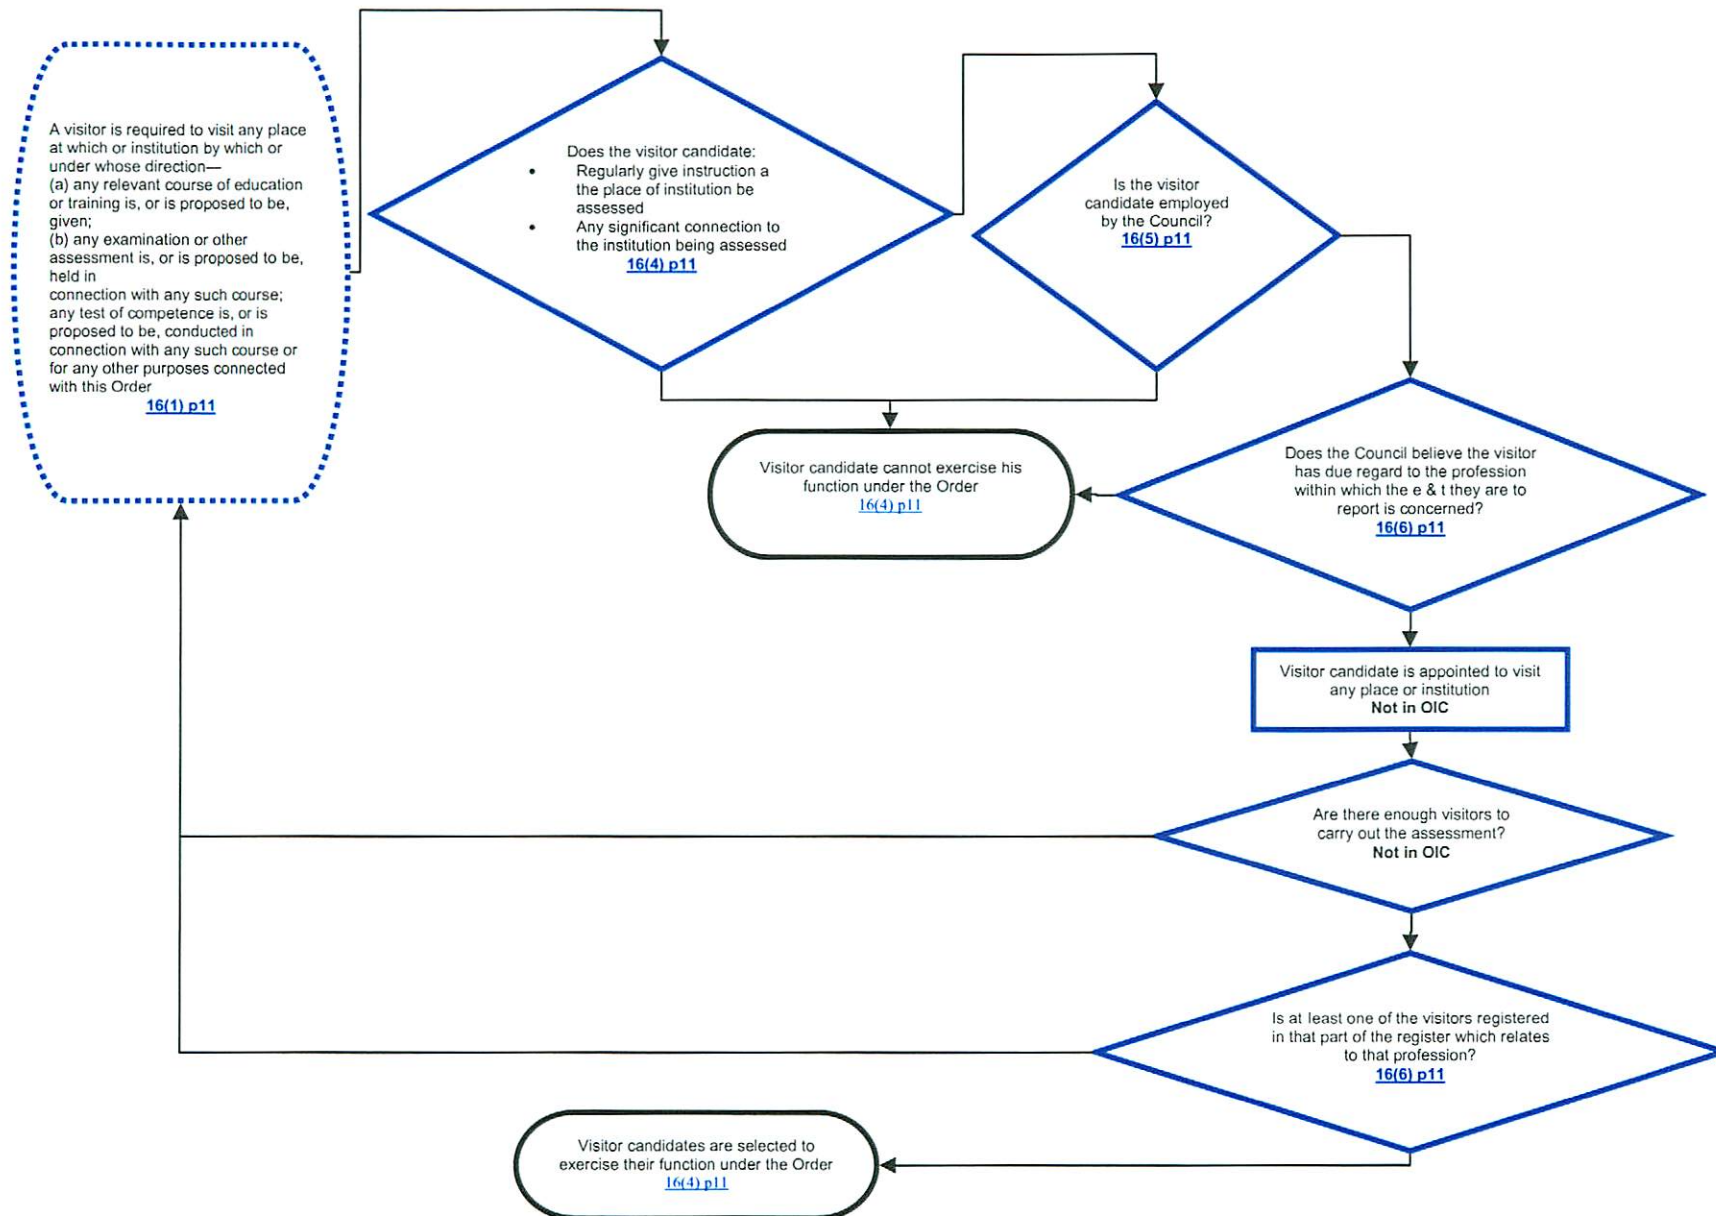 A visitor is required to visit any place
at which or institution by which or
under whose direction—
(a) any relevant course of education
or training is, or is proposed to be,
given;
(b) any examination or other
assessment is, or is proposed to be,
held in
connection with any such course;
any test of competence is, or is
proposed to be, conducted in
connection with any such course or
for any other purposes connected
with this Order
16(1) p11
Does the visitor candidate:
• Regularly give instruction a
the place of institution be
assessed
• Any significant connection to
the institution being assessed
16(4) p11
Is the visitor
candidate employed
by the Council?
16(5) p11
Visitor candidate cannot exercise his
function under the Order
16(4) p11
Does the Council believe the visitor
has due regard to the profession
within which the e & t they are to
report is concerned?
16(6) p11
Visitor candidate is appointed to visit
any place or institution
Not in OIC
Are there enough visitors to
carry out the assessment?
Not in OIC
Is at least one of the visitors registered
in that part of the register which relates
to that profession?
16(6) p11
Visitor candidates are selected to
exercise their function under the Order
16(4) p11